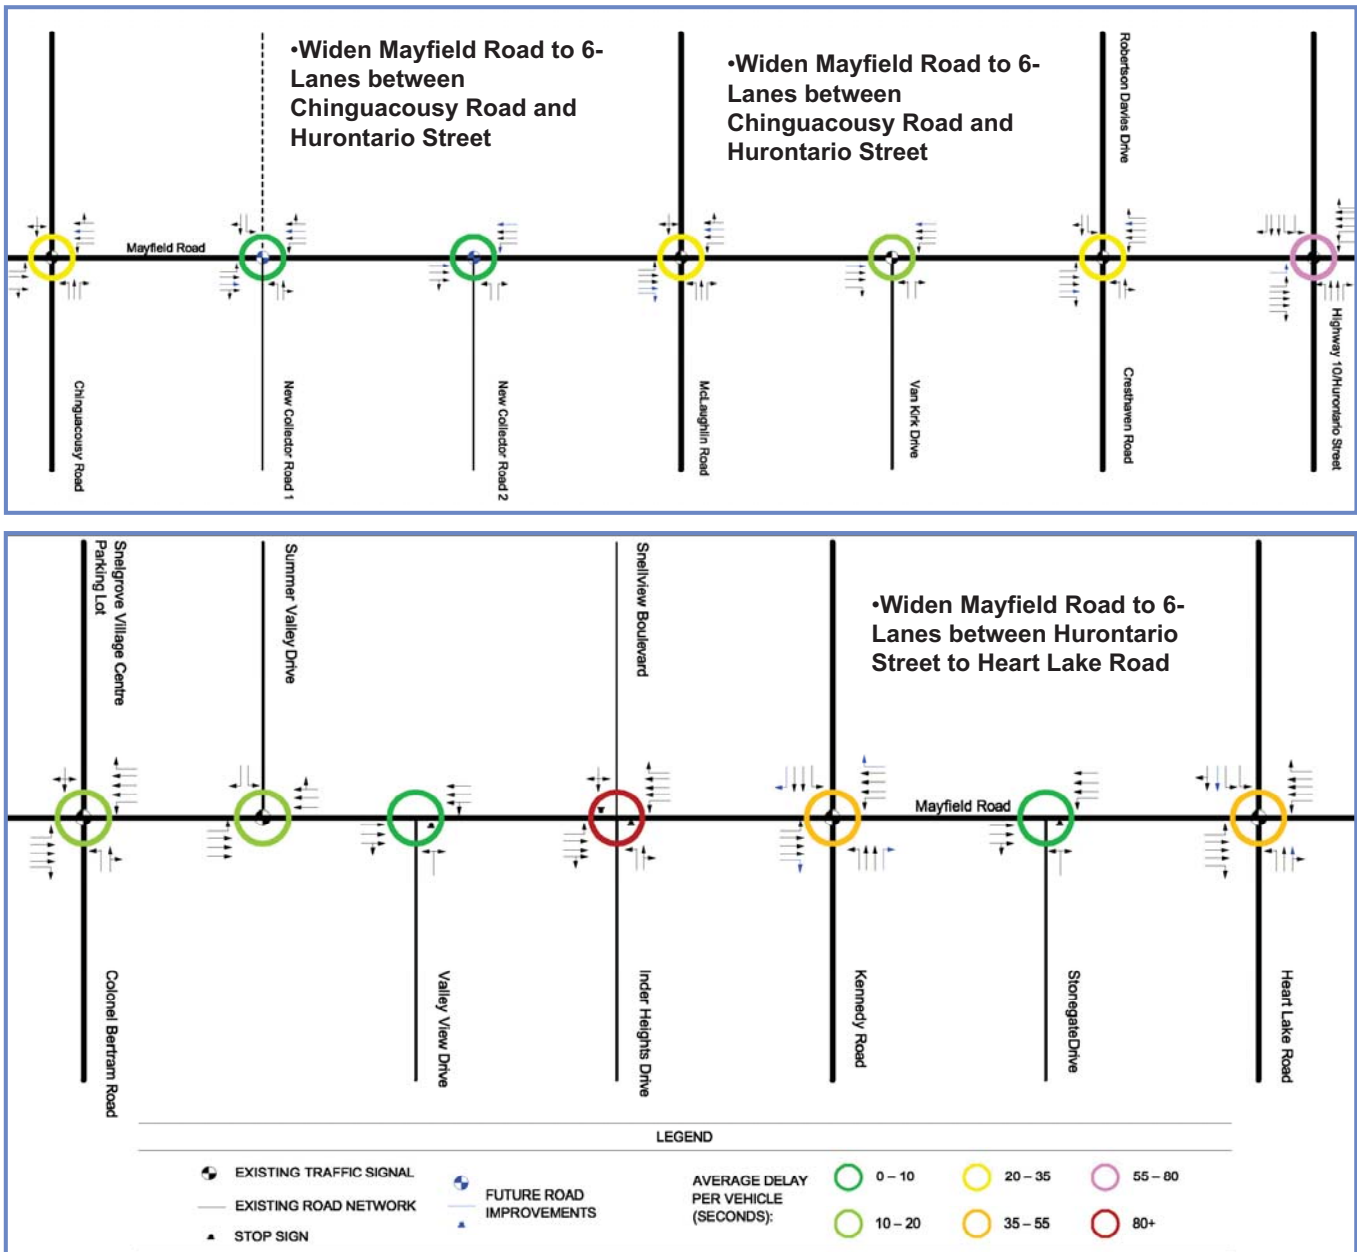 •Widen Mayfield Road to 6-
Lanes between
Chinguacousy Road and
Hurontario Street
•Widen Mayfield Road to 6-
Lanes between
Chinguacousy Road and
Hurontario Street
Robertson Davies Drive
Mayfield Road
Chinguacousy Road
New Collector Road 1
New Collector Road 2
McLaughlin Road
Van Kirk Drive
Cresthaven Road
Highway 10/Hurontario Street
Snelgrove Village Centre
Parking Lot
Summer Valley Drive
Snellview Boulevard
•Widen Mayfield Road to 6-
Lanes between Hurontario
Street to Heart Lake Road
Mayfield Road
Colonel Bertram Road
Valley View Drive
Inder Heights Drive
Kennedy Road
StonegateDrive
Heart Lake Road
LEGEND
EXISTING TRAFFIC SIGNAL
EXISTING ROAD NETWORK
STOP SIGN
FUTURE ROAD
IMPROVEMENTS
AVERAGE DELAY
PER VEHICLE
(SECONDS):
0 – 10
20 – 35
55 – 80
10 – 20
35 – 55
80+